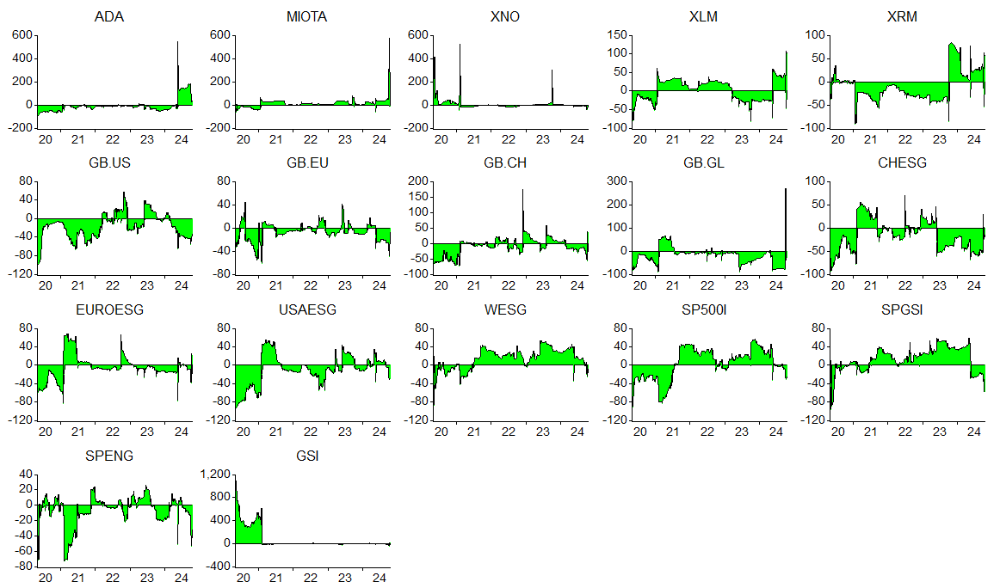 ADA MIOTA XNO XLM XRM
600 600 600 150 100
400 400 400 100 50
200 200 200 50 0
0 0 0 0 -50
-200 -200 -200 -50 -100
-100
20 21 22 23 24 20 21 22 23 24 20 21 22 23 24 20 21 22 23 24 20 21 22 23 24
GB.US GB.EU GB.CH GB.GL CHESG
80 80 200 300 100
40 40 150 200 50
0 0 100 100 0
-40 -40 50 0 -50
-80 -80 0 -100 -100
-120 -50
-100
20 21 22 23 24 20 21 22 23 24 20 21 22 23 24 20 21 22 23 24 20 21 22 23 24
EUROESG USAESG WESG SP500I SPGSI
80 80 80 80 80
40 40 40 40 40
0 0 0 0 0
-40 -40 -40 -40 -40
-80 -80 -80 -80 -80
-120 -120 -120 -120 -120
20 21 22 23 24 20 21 22 23 24 20 21 22 23 24 20 21 22 23 24 20 21 22 23 24
SPENG GSI
40 1,200
20 800
0 400
-20 0
-40 -400
-60
-80
20 21 22 23 24 20 21 22 23 24